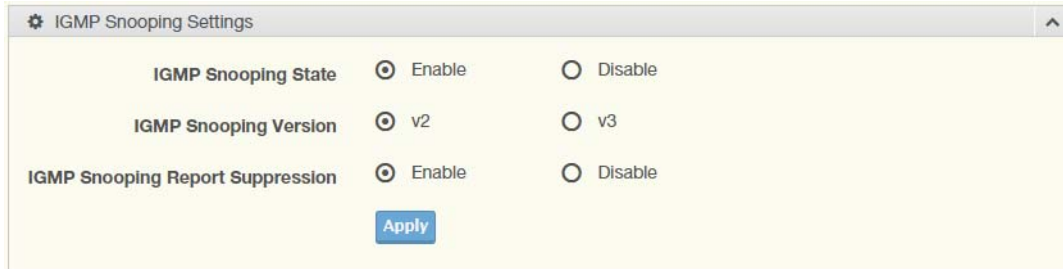 IGMP Snooping Settings
IGMP Snooping State Enable Disable
IGMP Snooping Version v2 v3
IGMP Snooping Report Suppression Enable Disable
Apply